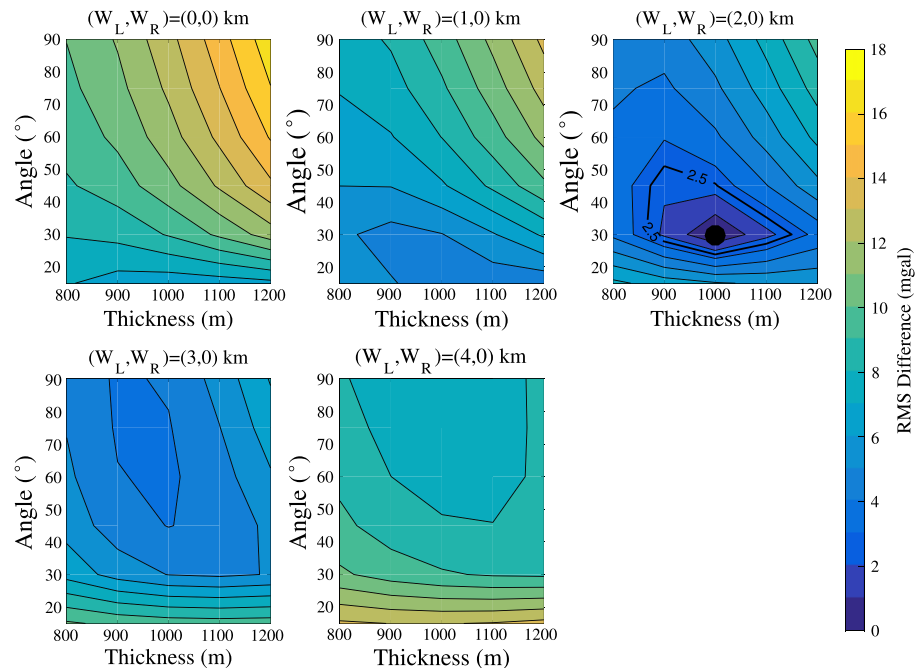 (W_L,W_R)=(0,0) km
(W_L,W_R)=(1,0) km
(W_L,W_R)=(2,0) km
90
80
70
60
50
40
30
20
Angle (°)
800 900 1000 1100 1200
Thickness (m)
90
80
70
60
50
40
30
20
Angle (°)
800 900 1000 1100 1200
Thickness (m)
90
80
70
60
50
40
30
20
Angle (°)
2.5
2.5
800 900 1000 1100 1200
Thickness (m)
18
16
14
12
10
8
6
4
2
0
RMS Difference (mgal)
(W_L,W_R)=(3,0) km
(W_L,W_R)=(4,0) km
90
80
70
60
50
40
30
20
Angle (°)
800 900 1000 1100 1200
Thickness (m)
90
80
70
60
50
40
30
20
Angle (°)
800 900 1000 1100 1200
Thickness (m)